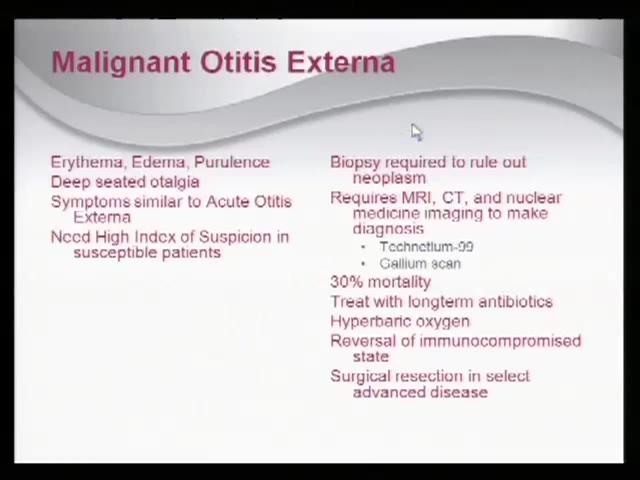 Malignant Otitis Externa
Erythema, Edema, Purulence
Deep seated otalgia
Symptoms similar to Acute Otitis
Externa
Need High Index of Suspicion in
susceptible patients
Biopsy required to rule out
neoplasm
Requires MRI, CT, and nuclear
medicine imaging to make
diagnosis
• Technetium-99
• Gallium scan
30% mortality
Treat with longterm antibiotics
Hyperbaric oxygen
Reversal of immunocompromised
state
Surgical resection in select
advanced disease